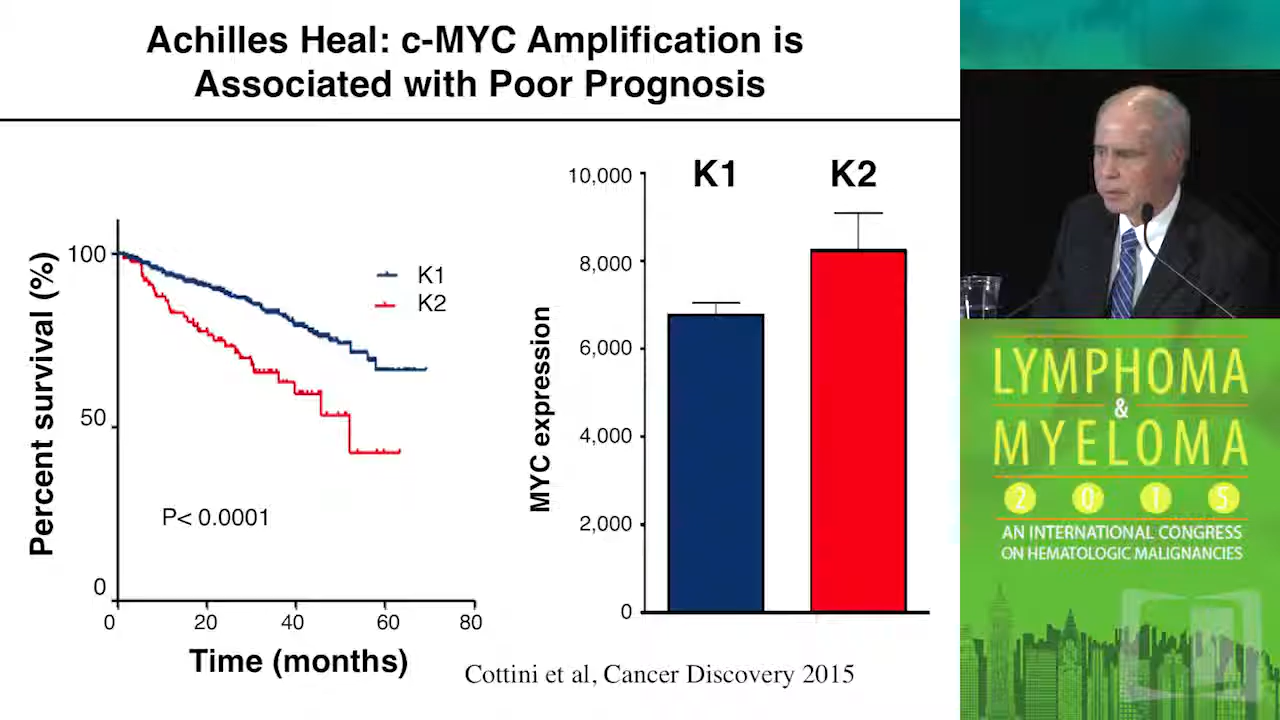 Achilles Heal: c-MYC Amplification is
Associated with Poor Prognosis
Percent survival (%)
100
50
0
K1
K2
P< 0.0001
0
20
40
60
80
Time (months)
MYC expression
10,000
8,000
6,000
4,000
2,000
0
K1
K2
Cottini et al, Cancer Discovery 2015
LYMPHOMA
&
MYELOMA
2 0 1 5
AN INTERNATIONAL CONGRESS
ON HEMATOLOGIC MALIGNANCIES